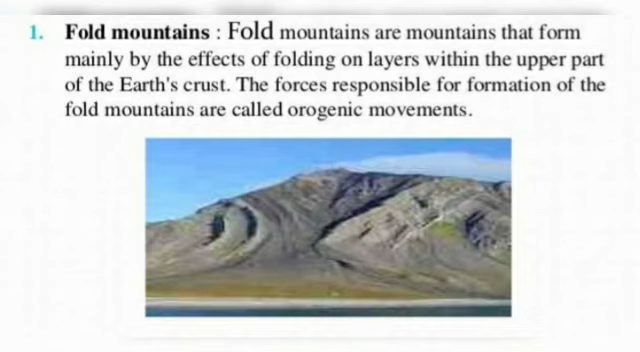 1. Fold mountains : Fold mountains are mountains that form
mainly by the effects of folding on layers within the upper part
of the Earth's crust. The forces responsible for formation of the
fold mountains are called orogenic movements.